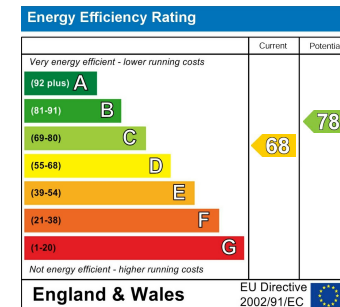 Energy Efficiency Rating
Current Potentia
Very energy efficient - lower running costs
(92 plus) A
(81-91) B
78
(69-80) C
68
(55-68) D
(39-54) E
(21-38) F
(1-20) G
Not energy efficient - higher running costs
England & Wales
EU Directive
2002/91/EC